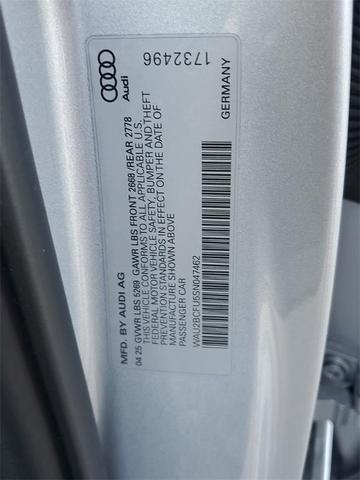 Audi
1732496
GERMANY
MFD. BY AUDI AG
04 25 GVWR LBS 5269 GAWR LBS FRONT 2668 /REAR 2778
THIS VEHICLE CONFORMS TO ALL APPLICABLE U.S.
FEDERAL MOTOR VEHICLE SAFETY, BUMPER AND THEFT
PREVENTION STANDARDS IN EFFECT ON THE DATE OF
MANUFACTURE SHOWN ABOVE
PASSENGER CAR
WAU2BCFU5SN047462